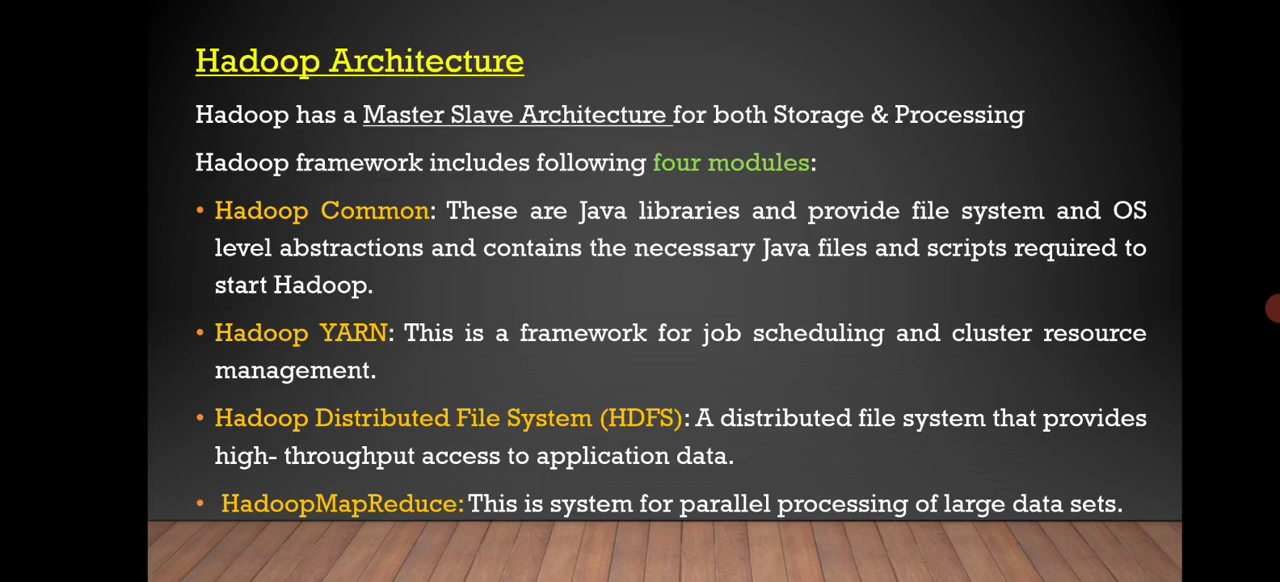 Hadoop Architecture
Hadoop has a Master Slave Architecture for both Storage & Processing
Hadoop framework includes following four modules:
• Hadoop Common: These are Java libraries and provide file system and OS
level abstractions and contains the necessary Java files and scripts required to
start Hadoop.
• Hadoop YARN: This is a framework for job scheduling and cluster resource
management.
• Hadoop Distributed File System (HDFS): A distributed file system that provides
high- throughput access to application data.
• HadoopMapReduce: This is system for parallel processing of large data sets.